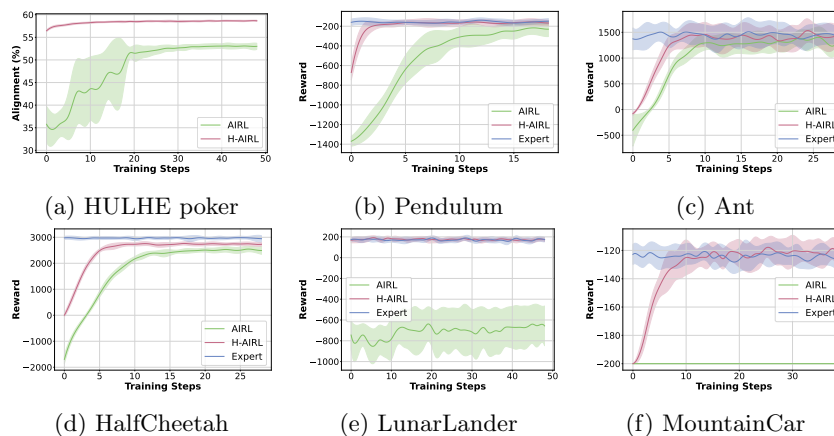 60
55
50
45
40
35
30
Alignment (%)
0 10 20 30 40 50
Training Steps
AIRL
H-AIRL
(a) HULHE poker
−200
−400
−600
−800
−1000
−1200
−1400
Reward
0 5 10 15
Training Steps
AIRL
H-AIRL
Expert
(b) Pendulum
1500
1000
500
0
−500
Reward
0 10 20 30
Training Steps
AIRL
H-AIRL
Expert
(c) Ant
3000
2000
1000
0
−1000
−2000
Reward
0 5 10 15 20 25
Training Steps
AIRL
H-AIRL
Expert
(d) HalfCheetah
200
0
−200
−400
−600
−800
−1000
Reward
0 10 20 30 40 50
Training Steps
AIRL
H-AIRL
Expert
(e) LunarLander
−120
−140
−160
−180
−200
Reward
0 10 20 30
Training Steps
AIRL
H-AIRL
Expert
(f) MountainCar